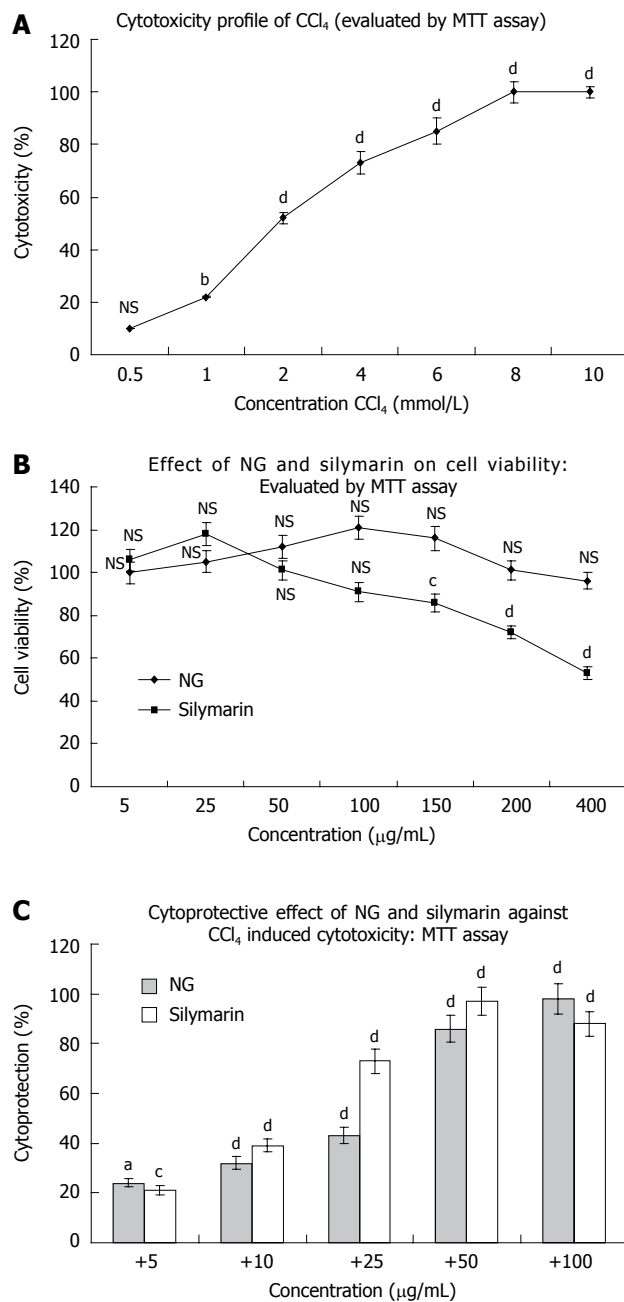 A
Cytotoxicity profile of CCl₄ (evaluated by MTT assay)
Cytotoxicity (%)
120
100
80
60
40
20
0
NS
b
d
d
d
d
d
0.5 1 2 4 6 8 10
Concentration CCl₄ (mmol/L)
B
Effect of NG and silymarin on cell viability:
Evaluated by MTT assay
Cell viability (%)
140
120
100
80
60
40
20
0
NS NS NS NS NS NS NS
NS NS NS NS c d d
NG
Silymarin
5 25 50 100 150 200 400
Concentration (μg/mL)
C
Cytoprotective effect of NG and silymarin against
CCl₄ induced cytotoxicity: MTT assay
Cytoprotection (%)
120
100
80
60
40
20
0
NG
Silymarin
a c d d d d d d d d
+5 +10 +25 +50 +100
Concentration (μg/mL)